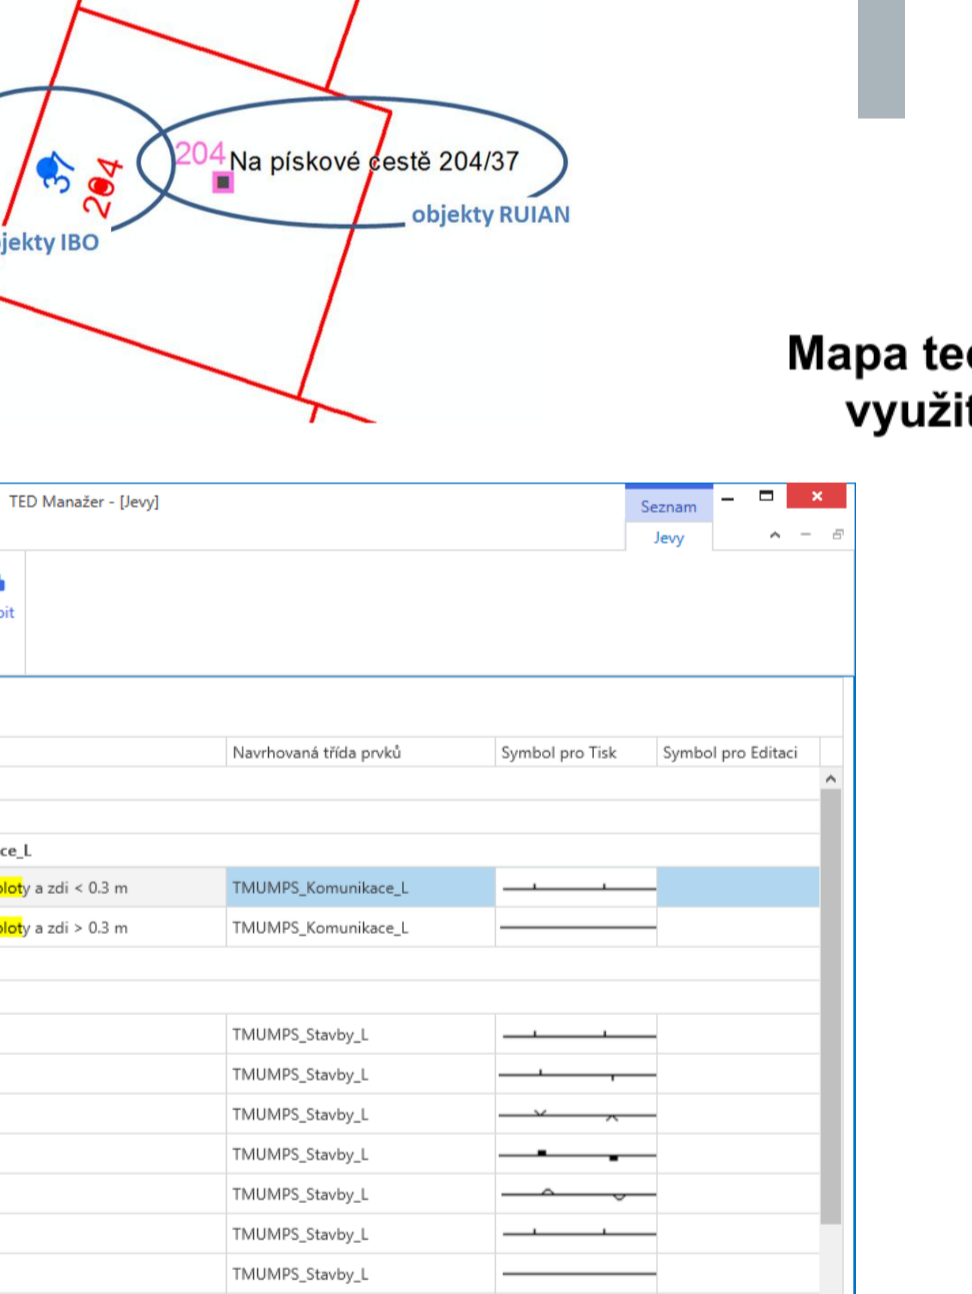 37
204
204
Na pískové cestě 204/37
objekty RUIAN
jekty IBO
Mapa te
využit
TED Manažer - [Jevy]
Seznam
Jevy
bit
Navrhovaná třída prvků
Symbol pro Tisk
Symbol pro Editaci
ce_L
ploty a zdi < 0.3 m
TMUMPS_Komunikace_L
ploty a zdi > 0.3 m
TMUMPS_Komunikace_L
TMUMPS_Stavby_L
TMUMPS_Stavby_L
TMUMPS_Stavby_L
TMUMPS_Stavby_L
TMUMPS_Stavby_L
TMUMPS_Stavby_L
TMUMPS_Stavby_L